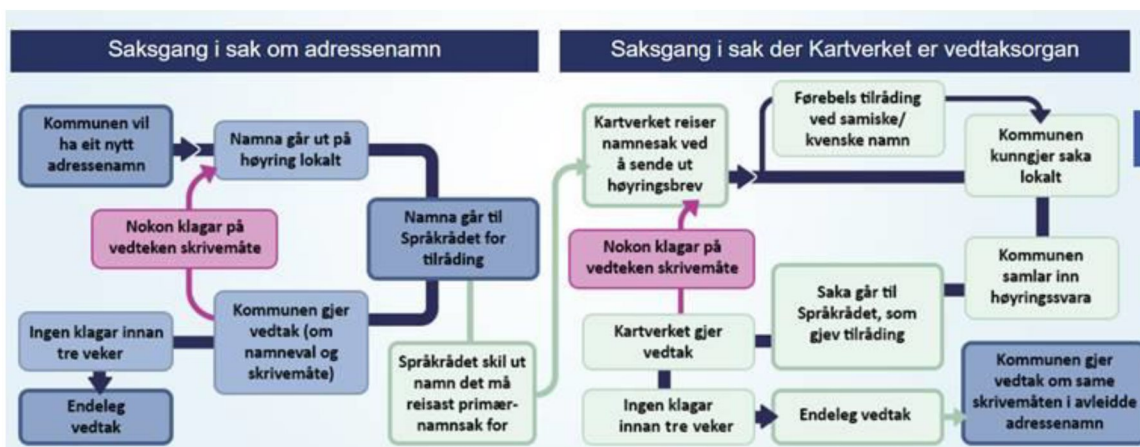 Saksgang i sak om adressenamn
Kommunen vil
ha eit nytt
adressenamn
Namna går ut på
høyring lokalt
Nokon klagar på
vedteken skrivemåte
Namna går til
Språkrådet for
tilråding
Ingen klagar innan
tre veker
Kommunen gjer
vedtak (om
namneval og
skrivemåte)
Endeleg
vedtak
Språkrådet skil ut
namn det må
reisast primær-
namnsak for
Saksgang i sak der Kartverket er vedtaksorgan
Kartverket reiser
namnesak ved
å sende ut
høyringsbrev
Førebels tilråding
ved samiske/
kvenske namn
Kommunen
kunngjer saka
lokalt
Nokon klagar på
vedteken skrivemåte
Kommunen
samlar inn
høyringssvara
Saka går til
Språkrådet, som
gjev tilråding
Kartverket gjer
vedtak
Ingen klagar
innan tre veker
Endeleg vedtak
Kommunen gjer
vedtak om same
skrivemåten i avleidde
adressenamn